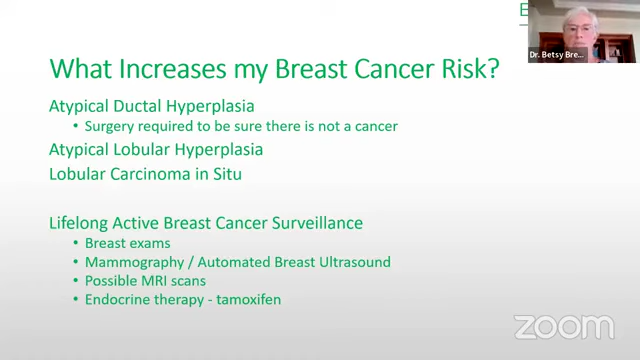 E
Dr. Betsy Bre...
What Increases my Breast Cancer Risk?
Atypical Ductal Hyperplasia
• Surgery required to be sure there is not a cancer
Atypical Lobular Hyperplasia
Lobular Carcinoma in Situ
Lifelong Active Breast Cancer Surveillance
• Breast exams
• Mammography / Automated Breast Ultrasound
• Possible MRI scans
• Endocrine therapy - tamoxifen
zoom